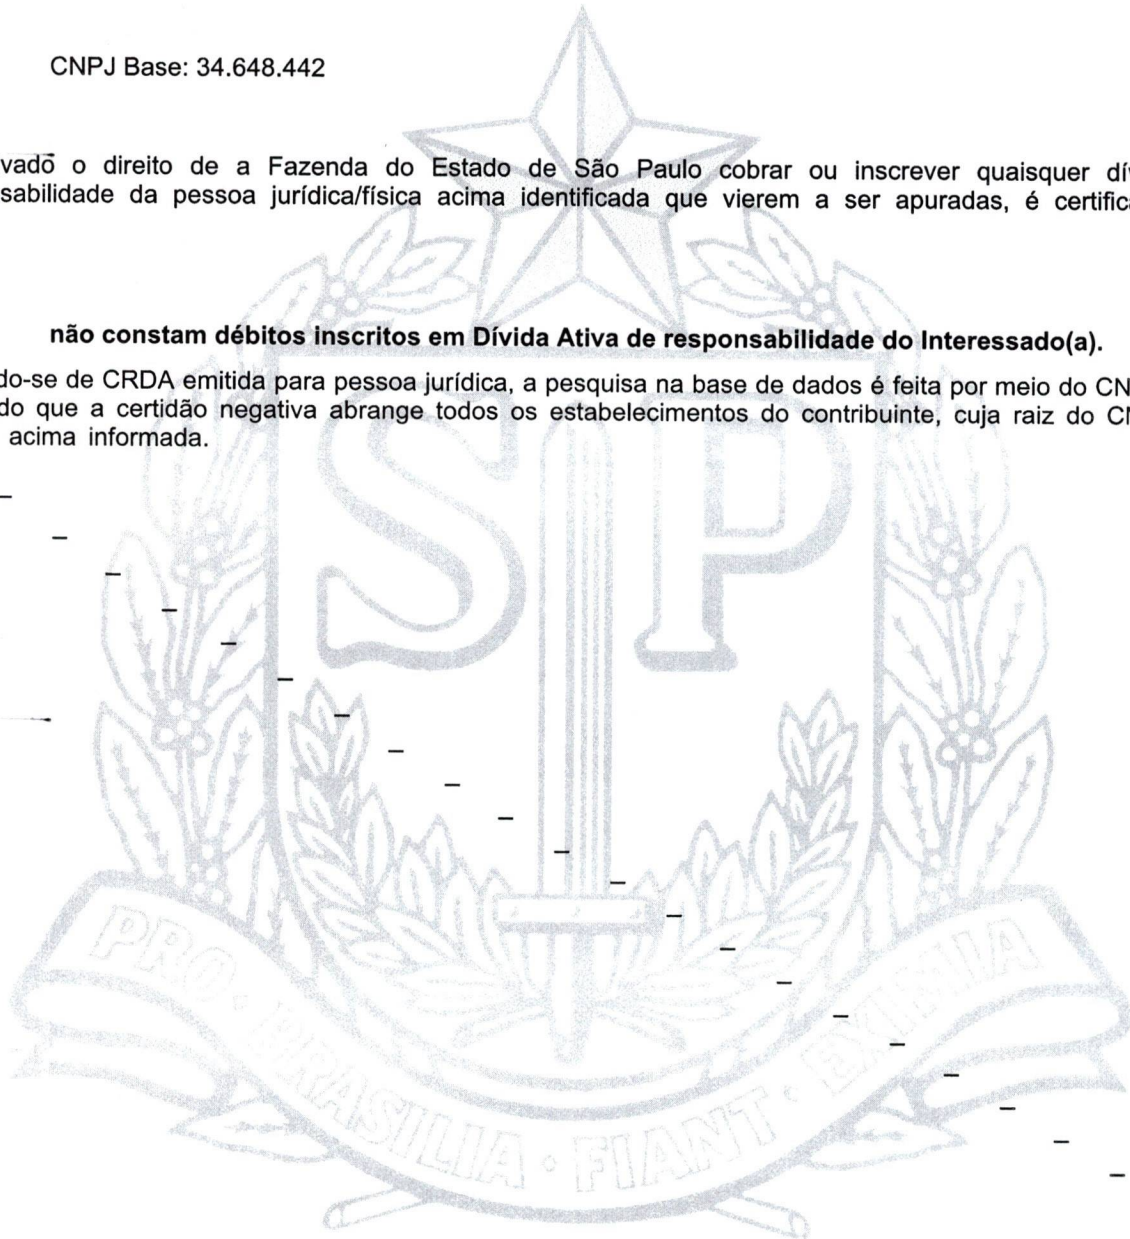 CNPJ Base: 34.648.442
vado o direito de a Fazenda do Estado de São Paulo cobrar ou inscrever quaisquer dív
sabilidade da pessoa jurídica/física acima identificada que vierem a ser apuradas, é certifica
não constam débitos inscritos em Dívida Ativa de responsabilidade do Interessado(a).
do-se de CRDA emitida para pessoa jurídica, a pesquisa na base de dados é feita por meio do CN
do que a certidão negativa abrange todos os estabelecimentos do contribuinte, cuja raiz do CN
acima informada.
SP
PRO · BRASILIA · FIANT · EXIMIA